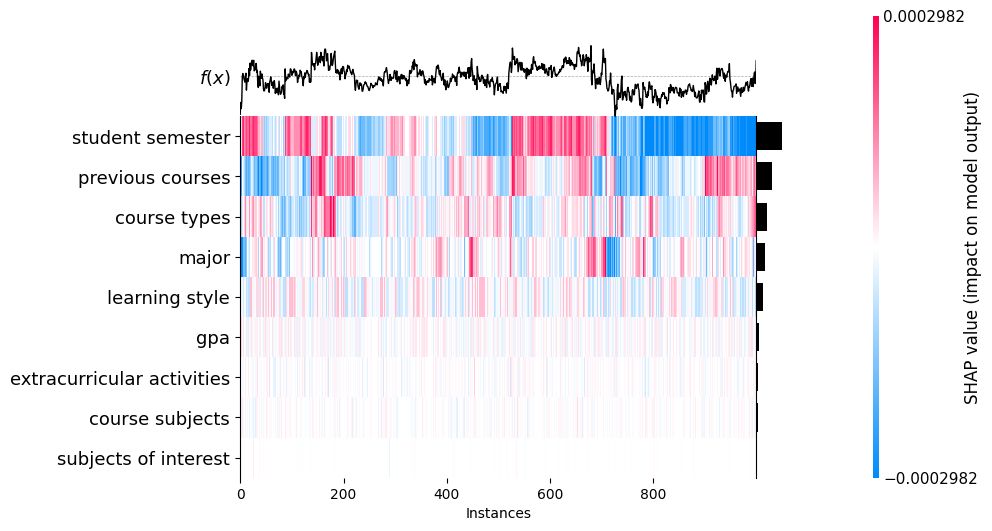 0.0002982
f(x)
student semester
previous courses
course types
major
learning style
gpa
extracurricular activities
course subjects
subjects of interest
−0.0002982
0 200 400 600 800
Instances
SHAP value (impact on model output)